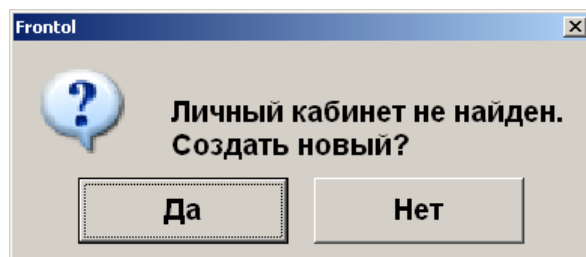 Frontol
Личный кабинет не найден.
Создать новый?
Да
Нет